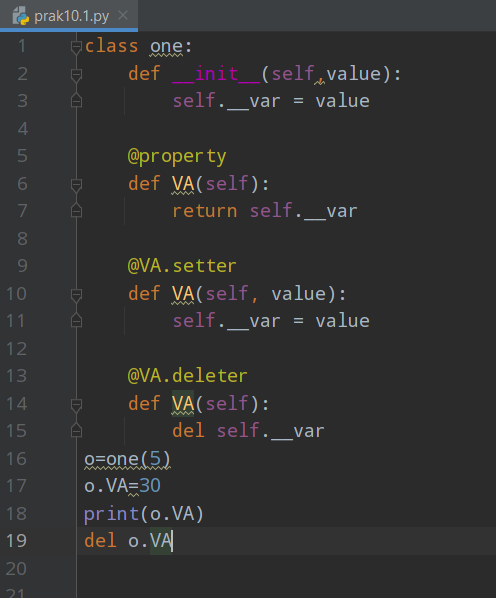 prak10.1.py
1 class one:
2     def __init__(self,value):
3         self.__var = value
4
5     @property
6     def VA(self):
7         return self.__var
8
9     @VA.setter
10     def VA(self, value):
11         self.__var = value
12
13     @VA.deleter
14     def VA(self):
15         del self.__var
16 o=one(5)
17 o.VA=30
18 print(o.VA)
19 del o.VA
20
21